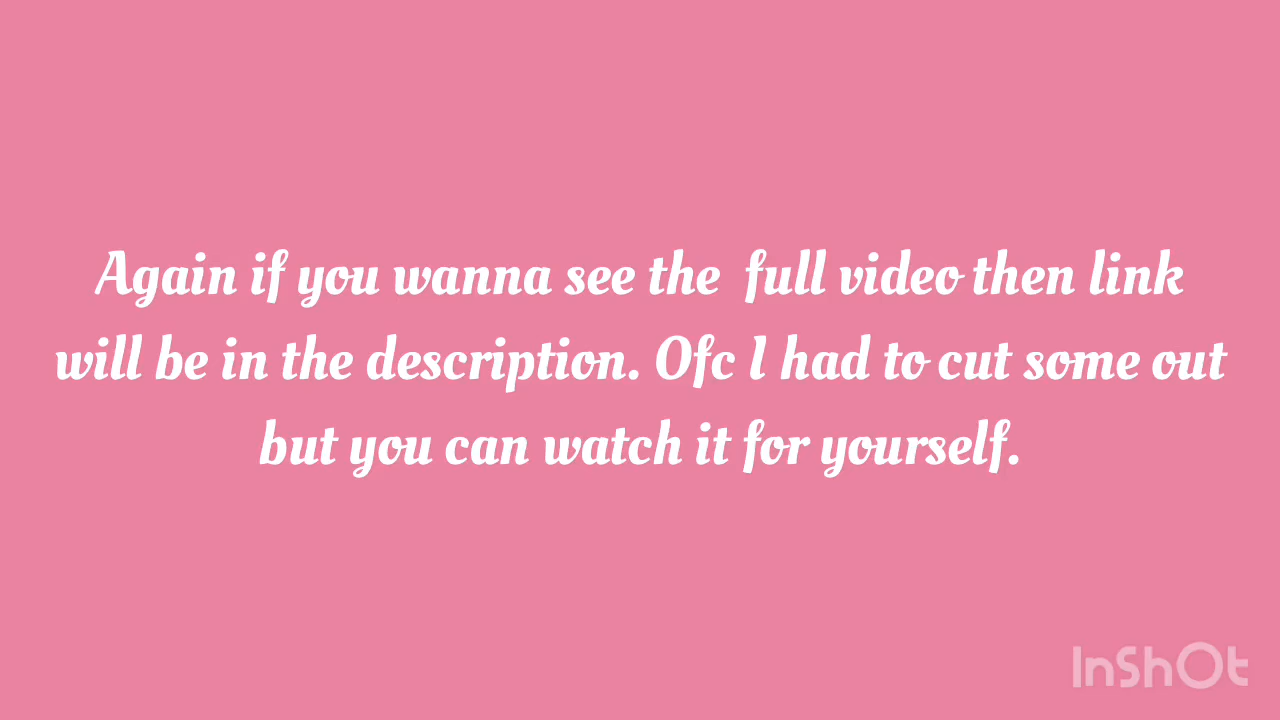 Again if you wanna see the  full video then link
will be in the description. Ofc I had to cut some out
but you can watch it for yourself.
InShOt